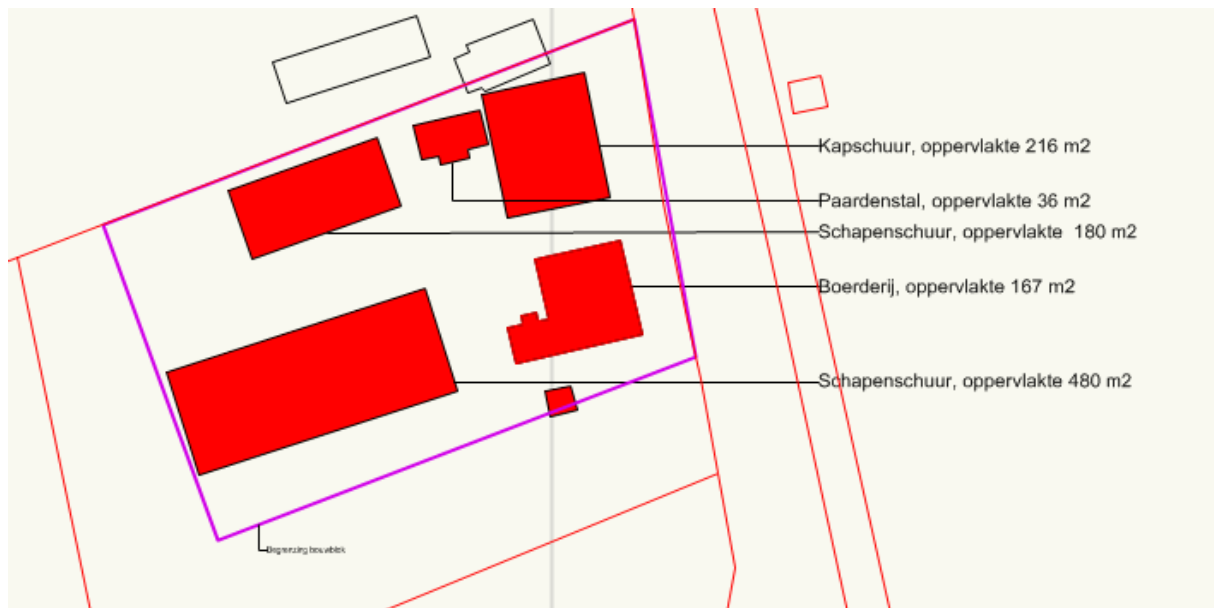 Kapschuur, oppervlakte 216 m2
Paardenstal, oppervlakte 36 m2
Schapenschuur, oppervlakte  180 m2
Boerderij, oppervlakte 167 m2
Schapenschuur, oppervlakte 480 m2
Begrenzing bouwblok